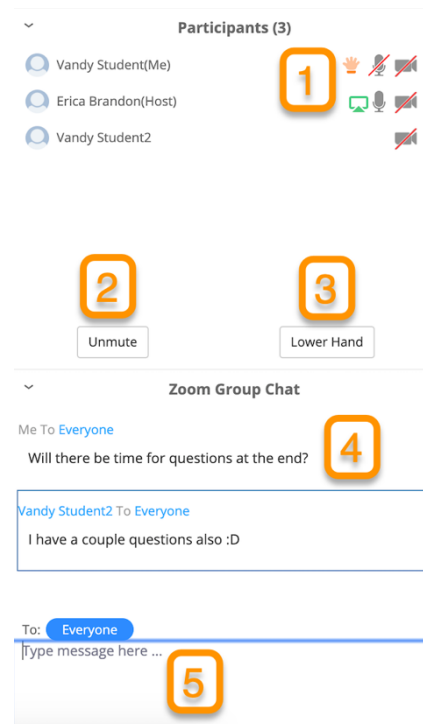 Participants (3)
Vandy Student(Me)
1
Erica Brandon(Host)
Vandy Student2
2
3
Unmute
Lower Hand
Zoom Group Chat
Me To Everyone
4
Will there be time for questions at the end?
Vandy Student2 To Everyone
I have a couple questions also :D
To: Everyone
Type message here ...
5